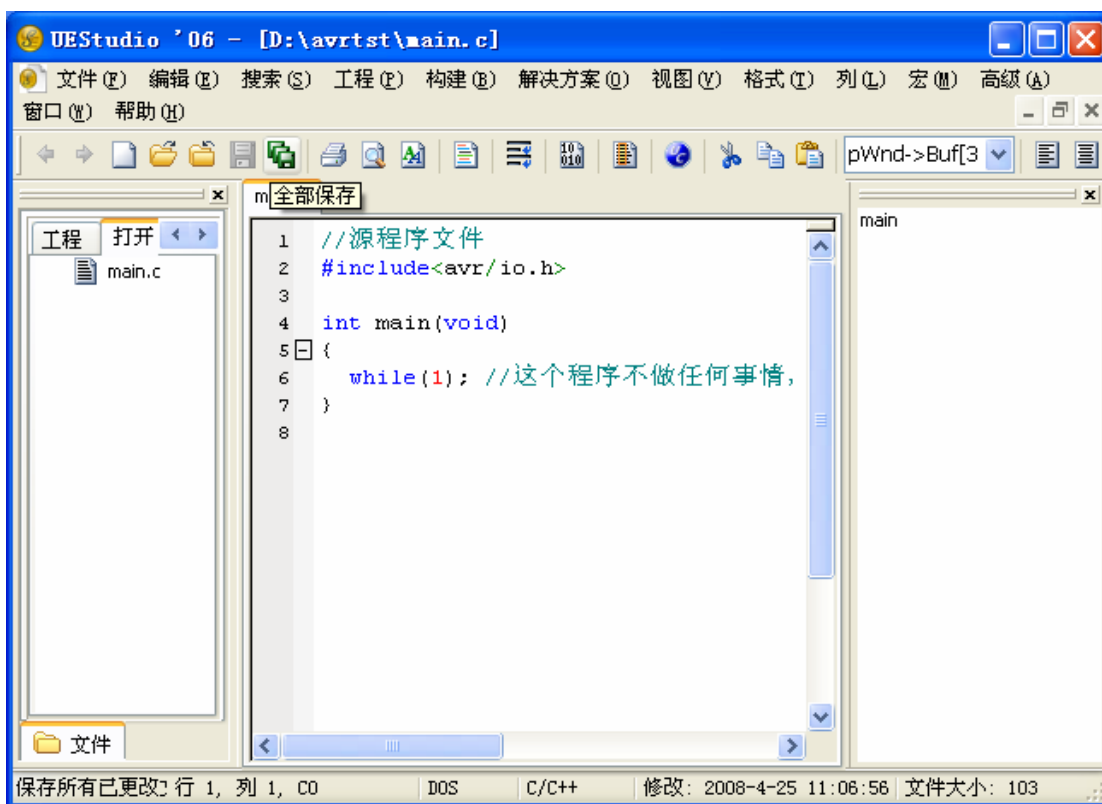 UEStudio '06 - [D:\avrtst\main.c]
文件(F) 编辑(E) 搜索(S) 工程(P) 构建(B) 解决方案(O) 视图(V) 格式(T) 列(L) 宏(M) 高级(A)
窗口(W) 帮助(H)
pWnd->Buf[3
全部保存
工程 打开
main.c
1 //源程序文件
2 #include<avr/io.h>
3
4 int main(void)
5 {
6 while(1); //这个程序不做任何事情,
7 }
8
main
文件
保存所有已更改 行 1, 列 1, C0 DOS C/C++ 修改: 2008-4-25 11:06:56 文件大小: 103